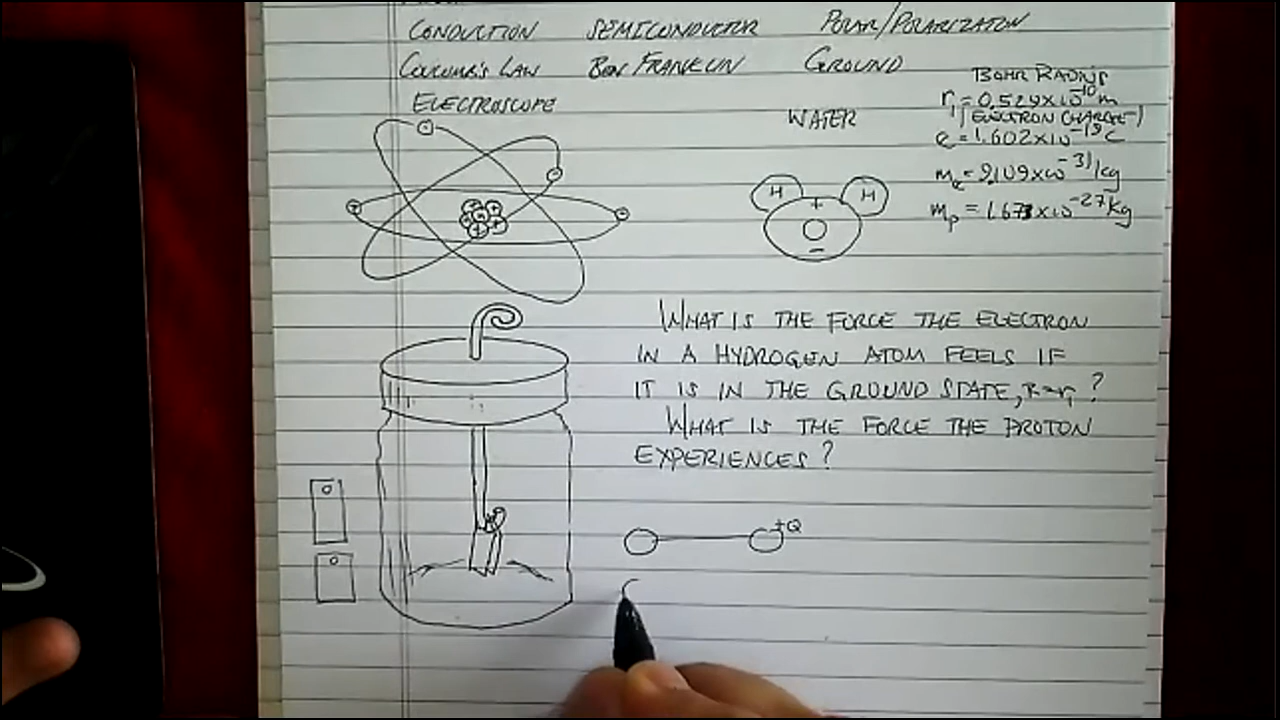 CONDUCTION SEMICONDUCTOR POLAR/POLARIZATON
COULOMB'S LAW BEN FRANKLIN GROUND
ELECTROSCOPE
BOHR RADIUS
r₁ = 0.529x10⁻¹⁰ m
WATER
|ELECTRON CHARGE|
e = 1.602x10⁻¹⁹ C
mₑ = 9.109x10⁻³¹ kg
mₚ = 1.673x10⁻²⁷ kg
H + H
O
−
WHAT IS THE FORCE THE ELECTRON
IN A HYDROGEN ATOM FEELS IF
IT IS IN THE GROUND STATE, r=r₁?
WHAT IS THE FORCE THE PROTON
EXPERIENCES?
+Q